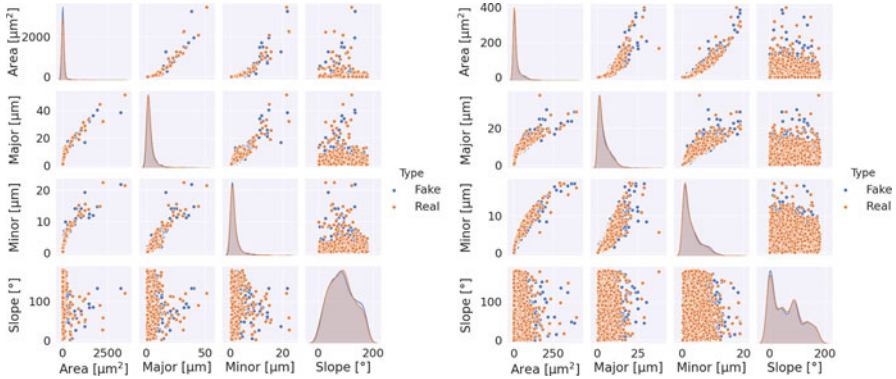 Area [µm²]
2000
0
Major [µm]
40
20
0
Minor [µm]
20
10
0
Slope [°]
100
0
0
2500
Area [µm²]
0
50
Major [µm]
0
20
Minor [µm]
0
200
Slope [°]
Type
Fake
Real
Area [µm²]
400
200
0
Major [µm]
20
0
Minor [µm]
10
0
Slope [°]
100
0
0
250
Area [µm²]
0
25
Major [µm]
0
20
Minor [µm]
0
200
Slope [°]
Type
Fake
Real